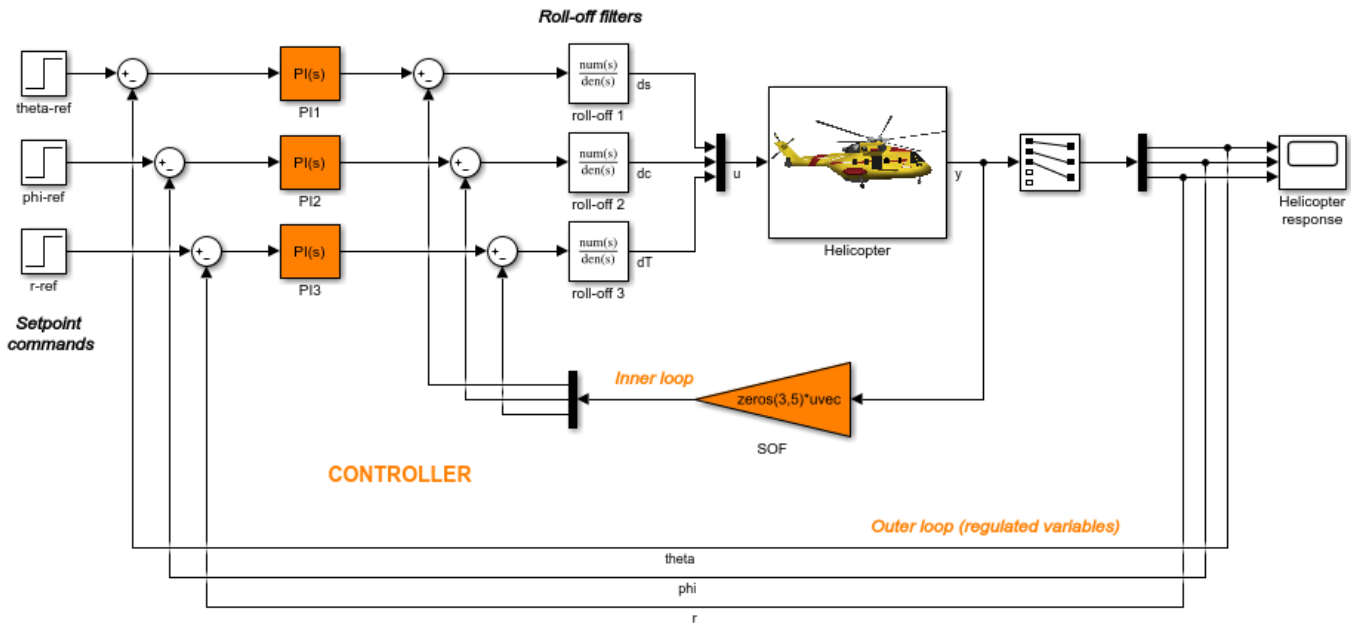 Roll-off filters
theta-ref
+
-
PI(s)
PI1
+
-
num(s)
den(s)
ds
roll-off 1
phi-ref
+
-
PI(s)
PI2
+
-
num(s)
den(s)
dc
roll-off 2
u
Helicopter
y
Helicopter
response
r-ref
+
-
PI(s)
PI3
+
-
num(s)
den(s)
dT
roll-off 3
Setpoint
commands
Inner loop
zeros(3,5)*uvec
SOF
CONTROLLER
Outer loop (regulated variables)
theta
phi
r